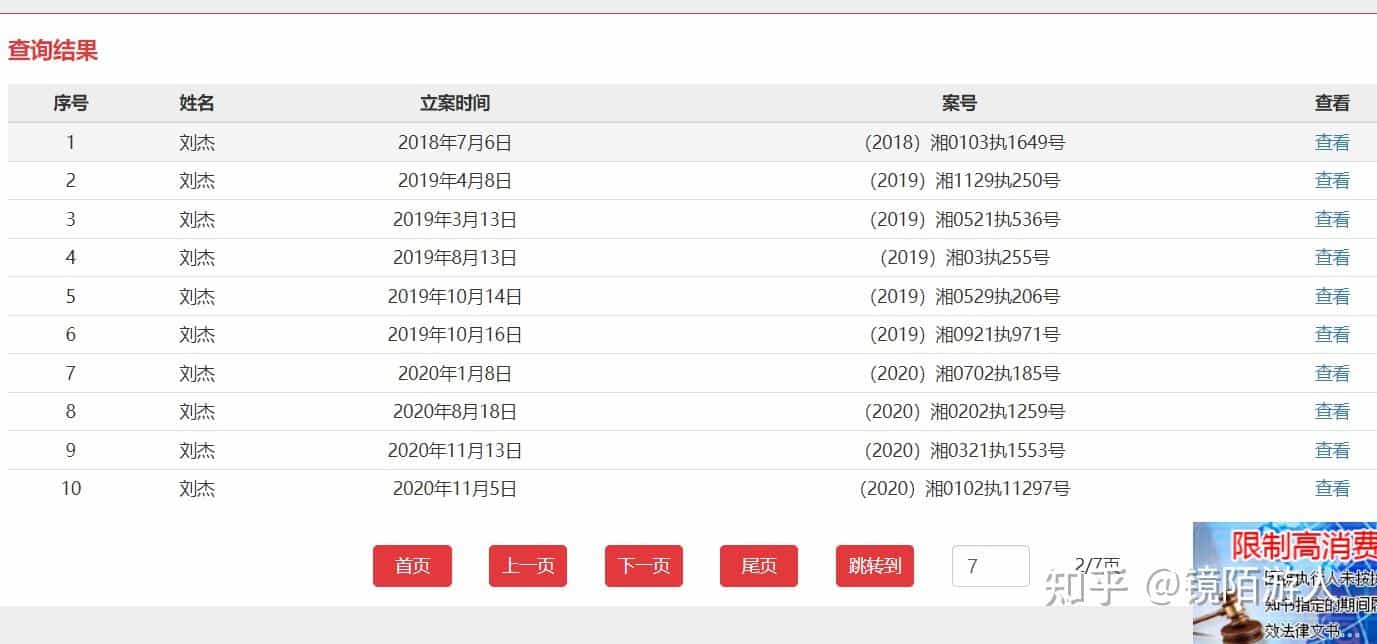 查询结果
序号 姓名 立案时间 案号 查看
1 刘杰 2018年7月6日 （2018）湘0103执1649号 查看
2 刘杰 2019年4月8日 （2019）湘1129执250号 查看
3 刘杰 2019年3月13日 （2019）湘0521执536号 查看
4 刘杰 2019年8月13日 （2019）湘03执255号 查看
5 刘杰 2019年10月14日 （2019）湘0529执206号 查看
6 刘杰 2019年10月16日 （2019）湘0921执971号 查看
7 刘杰 2020年1月8日 （2020）湘0702执185号 查看
8 刘杰 2020年8月18日 （2020）湘0202执1259号 查看
9 刘杰 2020年11月13日 （2020）湘0321执1553号 查看
10 刘杰 2020年11月5日 （2020）湘0102执11297号 查看
首页 上一页 下一页 尾页 跳转到 7 2/7页
限制高消费
知乎 @镜陌游人
效法律文书...